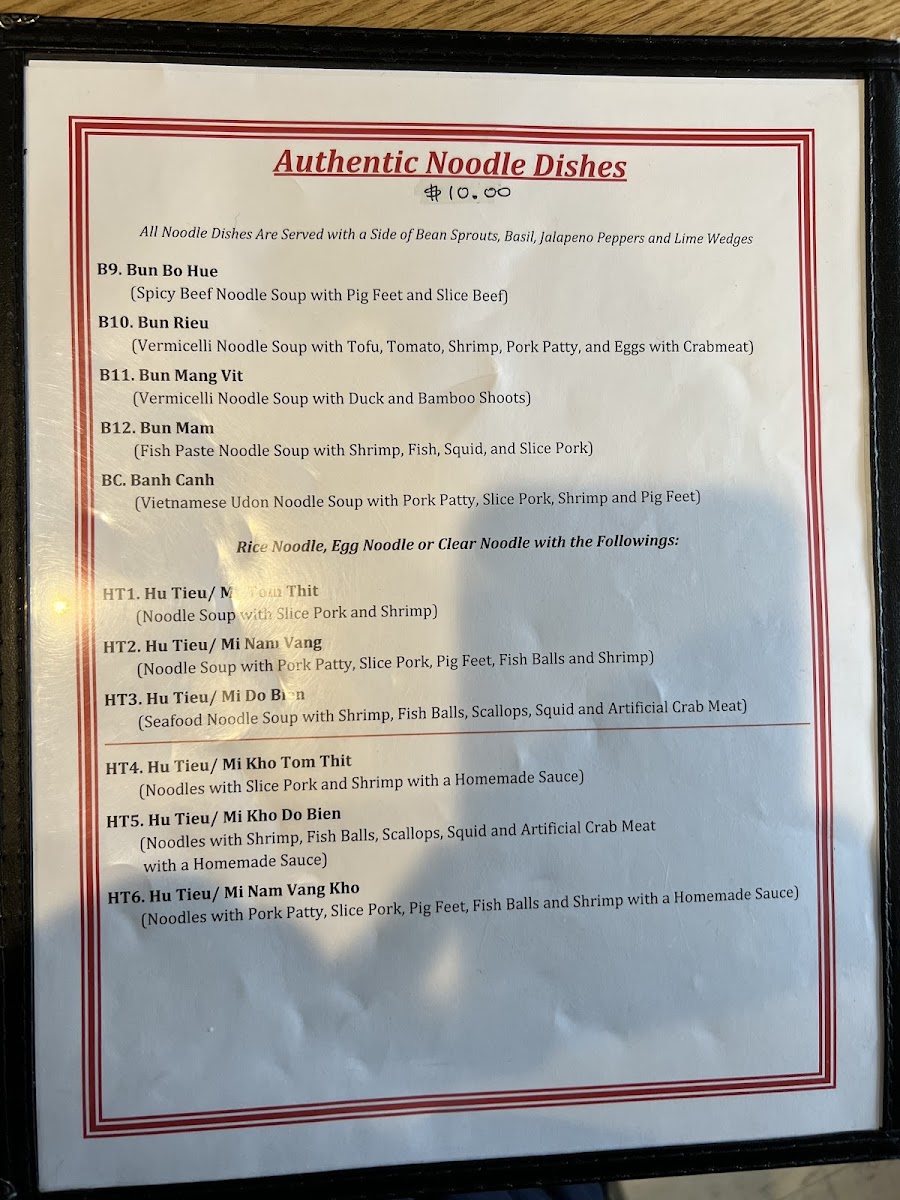 Authentic Noodle Dishes
$10.00
All Noodle Dishes Are Served with a Side of Bean Sprouts, Basil, Jalapeno Peppers and Lime Wedges
B9. Bun Bo Hue
(Spicy Beef Noodle Soup with Pig Feet and Slice Beef)
B10. Bun Rieu
(Vermicelli Noodle Soup with Tofu, Tomato, Shrimp, Pork Patty, and Eggs with Crabmeat)
B11. Bun Mang Vit
(Vermicelli Noodle Soup with Duck and Bamboo Shoots)
B12. Bun Mam
(Fish Paste Noodle Soup with Shrimp, Fish, Squid, and Slice Pork)
BC. Banh Canh
(Vietnamese Udon Noodle Soup with Pork Patty, Slice Pork, Shrimp and Pig Feet)
Rice Noodle, Egg Noodle or Clear Noodle with the Followings:
HT1. Hu Tieu/ Mi Tom Thit
(Noodle Soup with Slice Pork and Shrimp)
HT2. Hu Tieu/ Mi Nam Vang
(Noodle Soup with Pork Patty, Slice Pork, Pig Feet, Fish Balls and Shrimp)
HT3. Hu Tieu/ Mi Do Bien
(Seafood Noodle Soup with Shrimp, Fish Balls, Scallops, Squid and Artificial Crab Meat)
HT4. Hu Tieu/ Mi Kho Tom Thit
(Noodles with Slice Pork and Shrimp with a Homemade Sauce)
HT5. Hu Tieu/ Mi Kho Do Bien
(Noodles with Shrimp, Fish Balls, Scallops, Squid and Artificial Crab Meat
with a Homemade Sauce)
HT6. Hu Tieu/ Mi Nam Vang Kho
(Noodles with Pork Patty, Slice Pork, Pig Feet, Fish Balls and Shrimp with a Homemade Sauce)